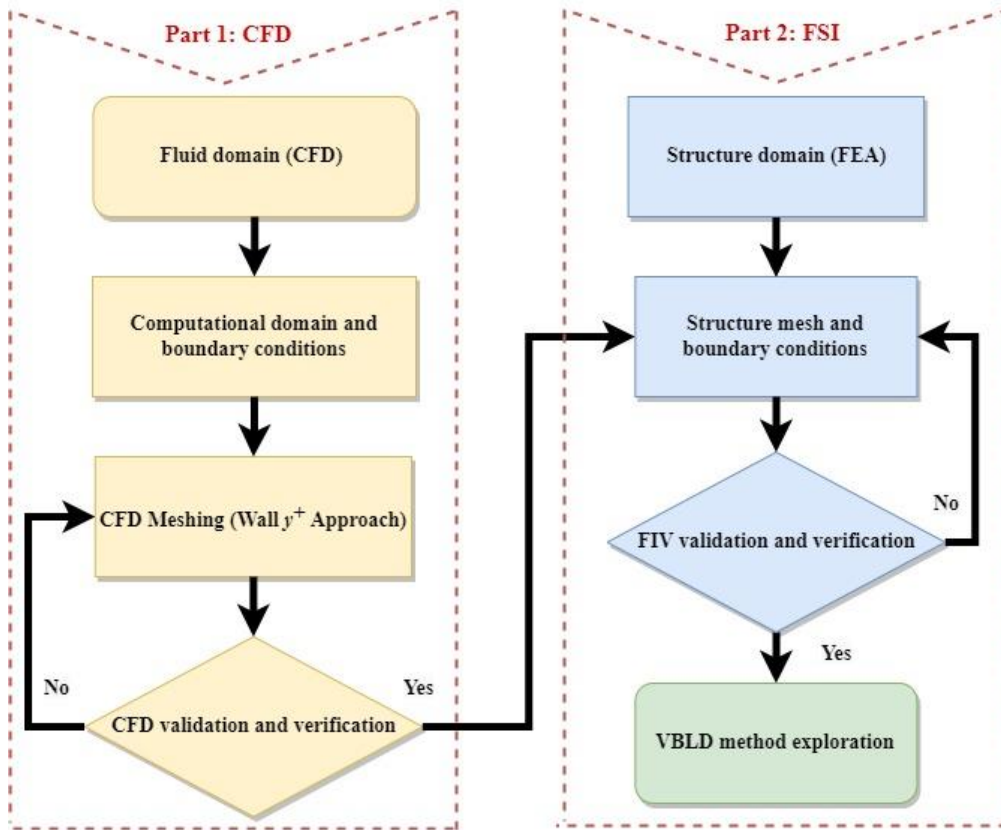 Part 1: CFD
Fluid domain (CFD)
Computational domain and
boundary conditions
CFD Meshing (Wall y⁺ Approach)
No
Yes
CFD validation and verification
Part 2: FSI
Structure domain (FEA)
Structure mesh and
boundary conditions
No
FIV validation and verification
Yes
VBLD method exploration